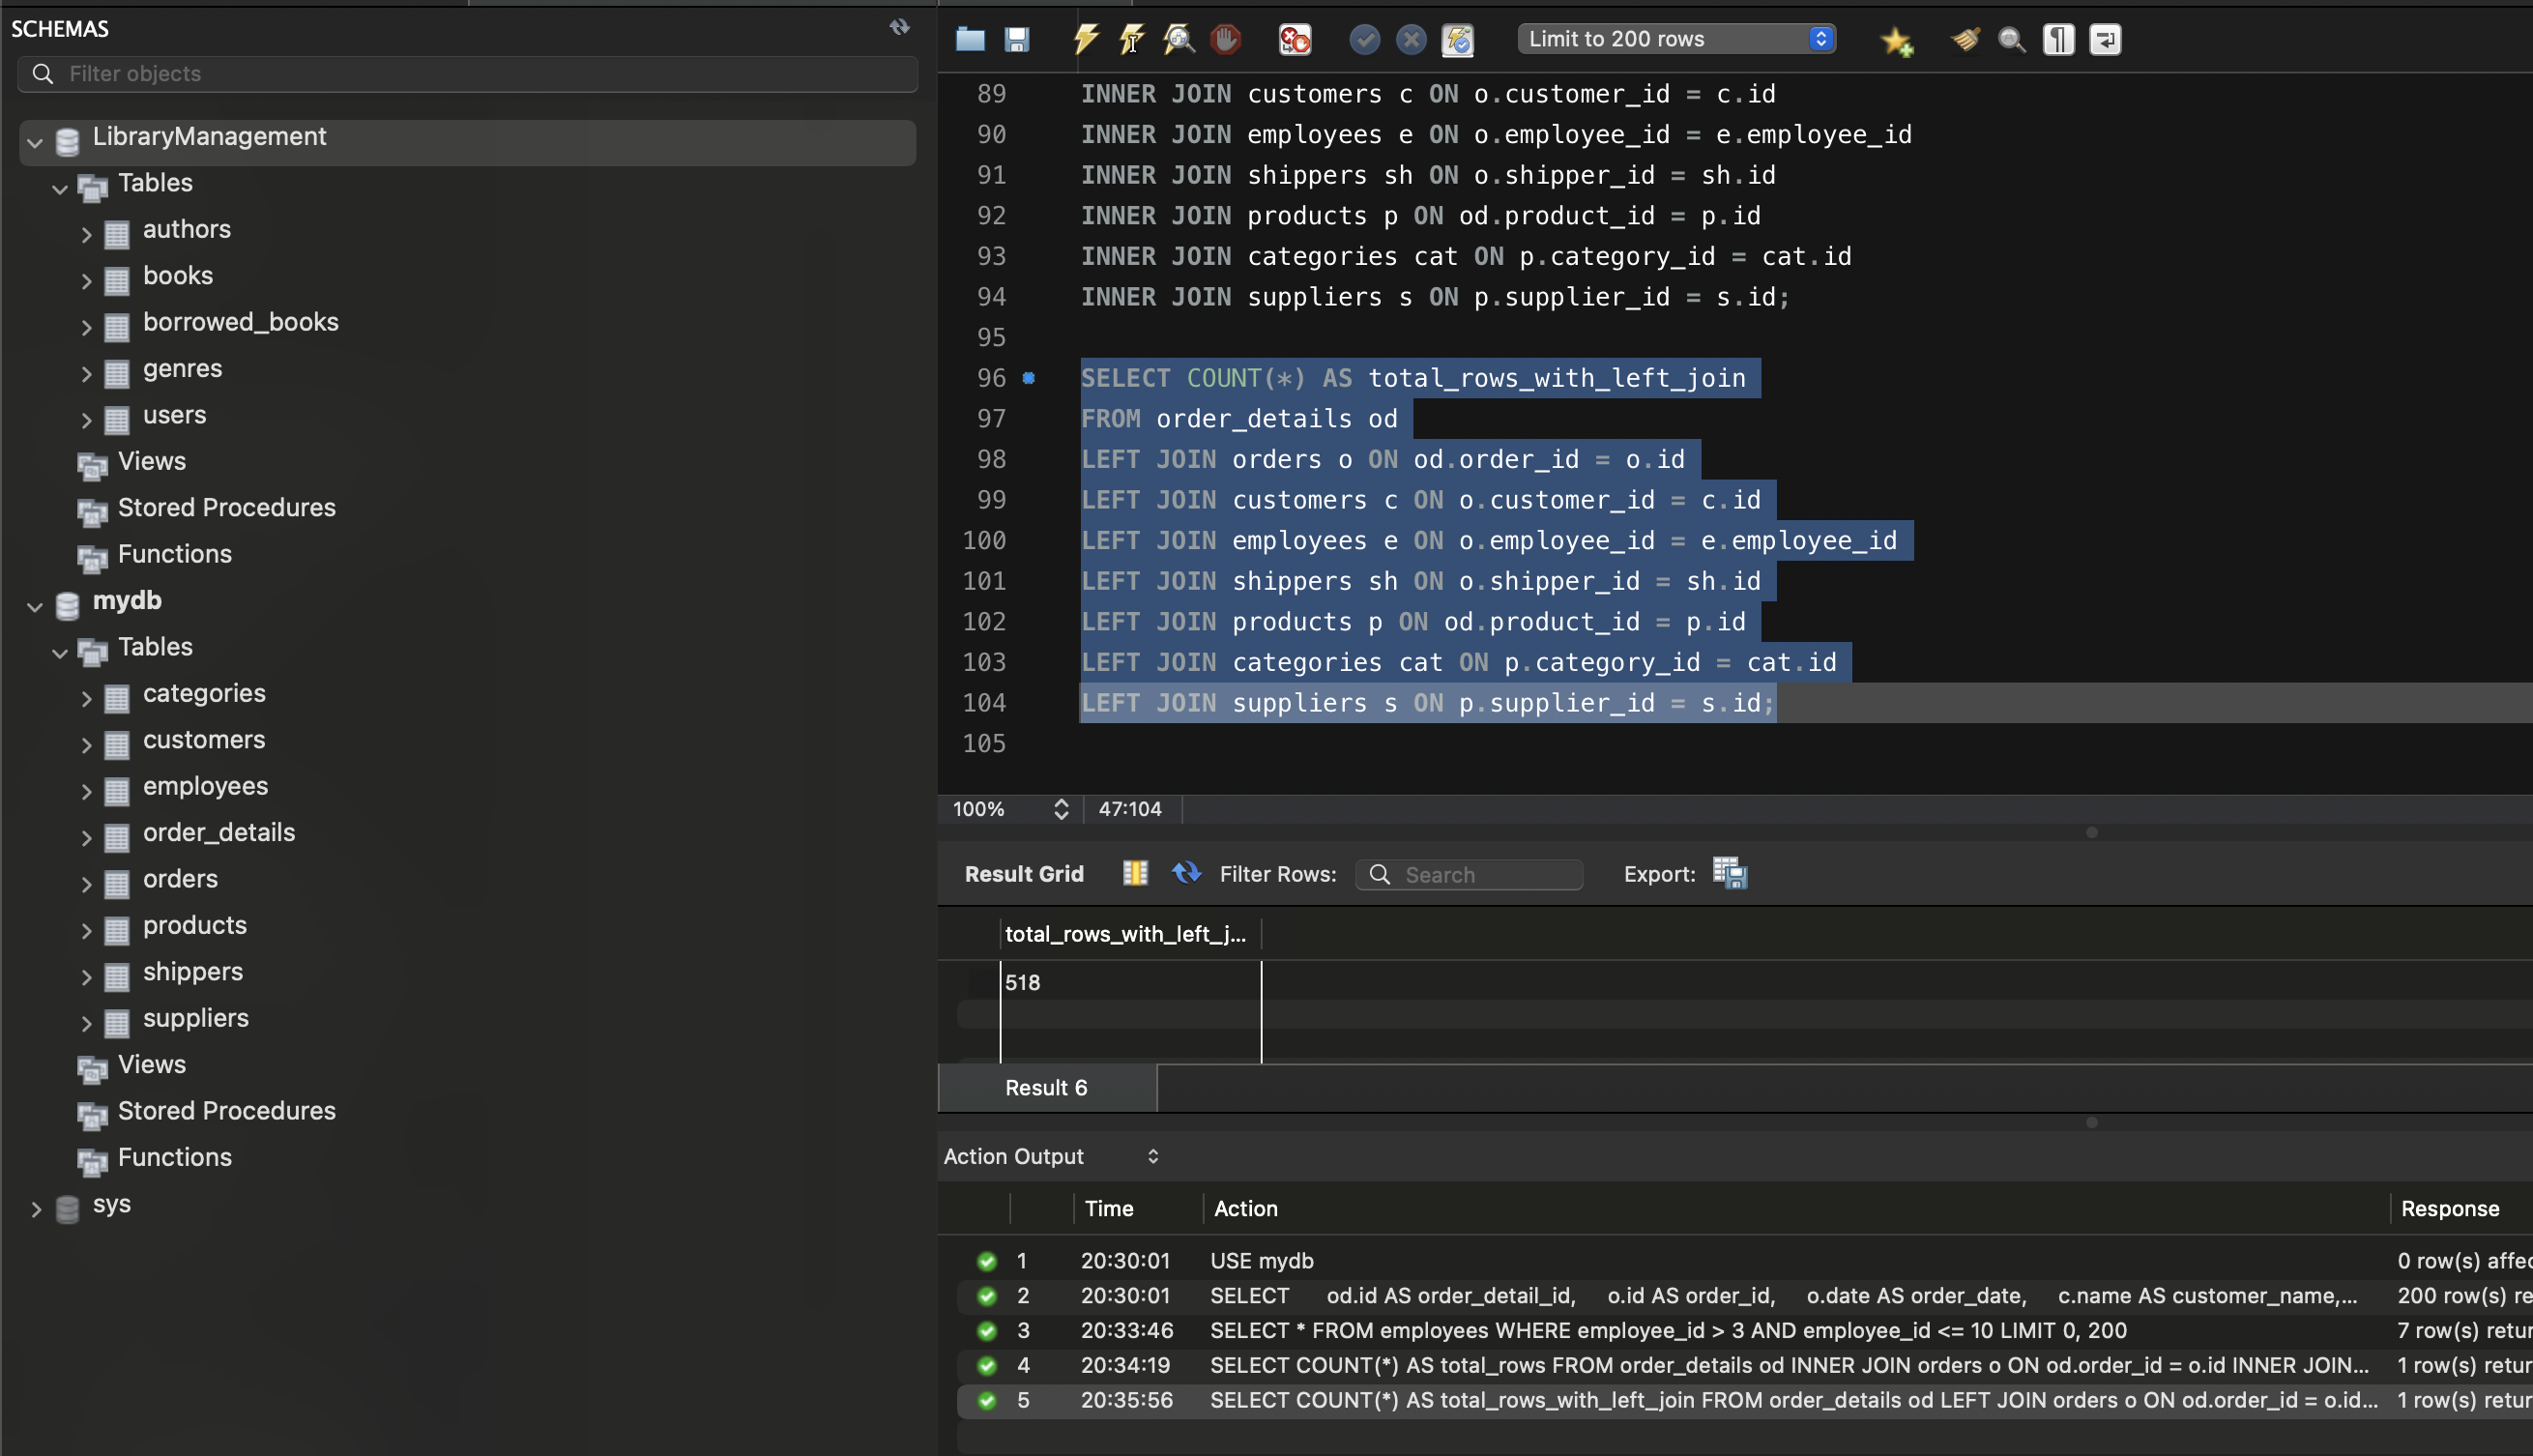 SCHEMAS
Filter objects
LibraryManagement
Tables
authors
books
borrowed_books
genres
users
Views
Stored Procedures
Functions
mydb
Tables
categories
customers
employees
order_details
orders
products
shippers
suppliers
Views
Stored Procedures
Functions
sys
Limit to 200 rows
89 INNER JOIN customers c ON o.customer_id = c.id
90 INNER JOIN employees e ON o.employee_id = e.employee_id
91 INNER JOIN shippers sh ON o.shipper_id = sh.id
92 INNER JOIN products p ON od.product_id = p.id
93 INNER JOIN categories cat ON p.category_id = cat.id
94 INNER JOIN suppliers s ON p.supplier_id = s.id;
95
96 SELECT COUNT(*) AS total_rows_with_left_join
97 FROM order_details od
98 LEFT JOIN orders o ON od.order_id = o.id
99 LEFT JOIN customers c ON o.customer_id = c.id
100 LEFT JOIN employees e ON o.employee_id = e.employee_id
101 LEFT JOIN shippers sh ON o.shipper_id = sh.id
102 LEFT JOIN products p ON od.product_id = p.id
103 LEFT JOIN categories cat ON p.category_id = cat.id
104 LEFT JOIN suppliers s ON p.supplier_id = s.id;
105
100% 47:104
Result Grid Filter Rows: Search Export:
total_rows_with_left_j...
518
Result 6
Action Output
Time Action Response
1 20:30:01 USE mydb 0 row(s) affec
2 20:30:01 SELECT od.id AS order_detail_id, o.id AS order_id, o.date AS order_date, c.name AS customer_name,... 200 row(s) re
3 20:33:46 SELECT * FROM employees WHERE employee_id > 3 AND employee_id <= 10 LIMIT 0, 200 7 row(s) retur
4 20:34:19 SELECT COUNT(*) AS total_rows FROM order_details od INNER JOIN orders o ON od.order_id = o.id INNER JOIN... 1 row(s) retur
5 20:35:56 SELECT COUNT(*) AS total_rows_with_left_join FROM order_details od LEFT JOIN orders o ON od.order_id = o.id... 1 row(s) retur